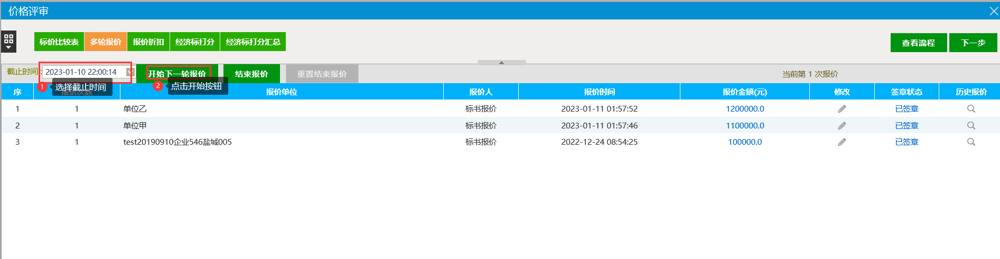 价格评审
标价比较表 多轮报价 报价折扣 经济标打分 经济标打分汇总 查看流程 下一步
截止时间: 2023-01-10 22:00:14 开始下一轮报价 结束报价 重置结束报价 当前第 1 次报价
1 选择截止时间 2 点击开始按钮
序 报价次数 报价单位 报价人 报价时间 报价金额(元) 修改 签章状态 历史报价
1 1 单位乙 标书报价 2023-01-11 01:57:52 1200000.0 已签章
2 1 单位甲 标书报价 2023-01-11 01:57:46 1100000.0 已签章
3 1 test20190910企业546盐城005 标书报价 2022-12-24 08:54:25 100000.0 已签章